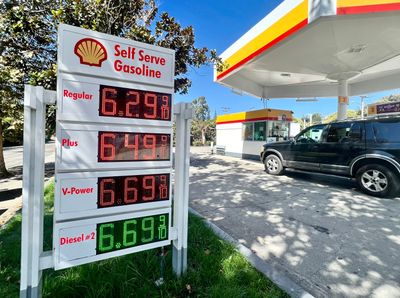 Self Serve
Gasoline
Regular
6.29 9/10
Plus
6.49 9/10
V-Power
6.69 9/10
Diesel #2
6.69 9/10